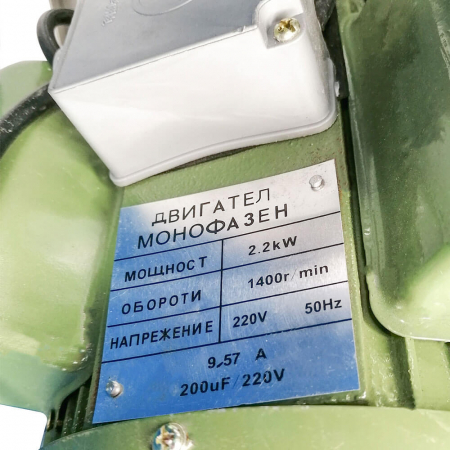 ДВИГАТЕЛ
МОНОФАЗЕН
МОЩНОСТ 2.2kW
ОБОРОТИ 1400r/min
НАПРЕЖЕНИЕ 220V 50Hz
9.57 A
200uF/220V